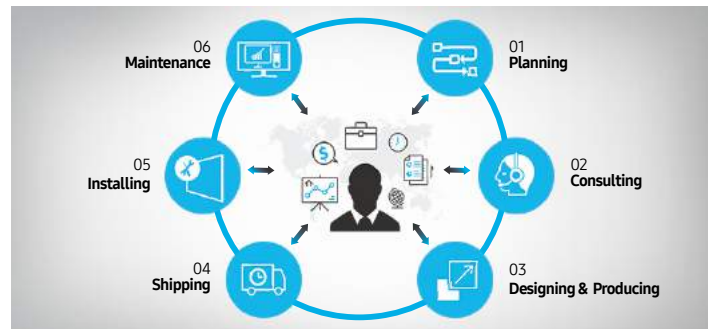 01
Planning
02
Consulting
03
Designing & Producing
04
Shipping
05
Installing
06
Maintenance
$